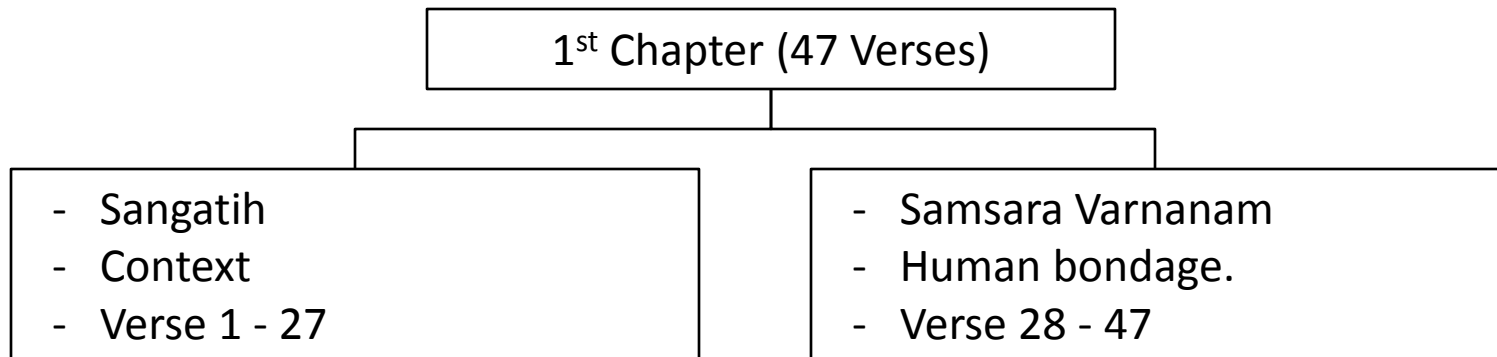 1st Chapter (47 Verses)
- Sangatih
- Context
- Verse 1 - 27
- Samsara Varnanam
- Human bondage.
- Verse 28 - 47